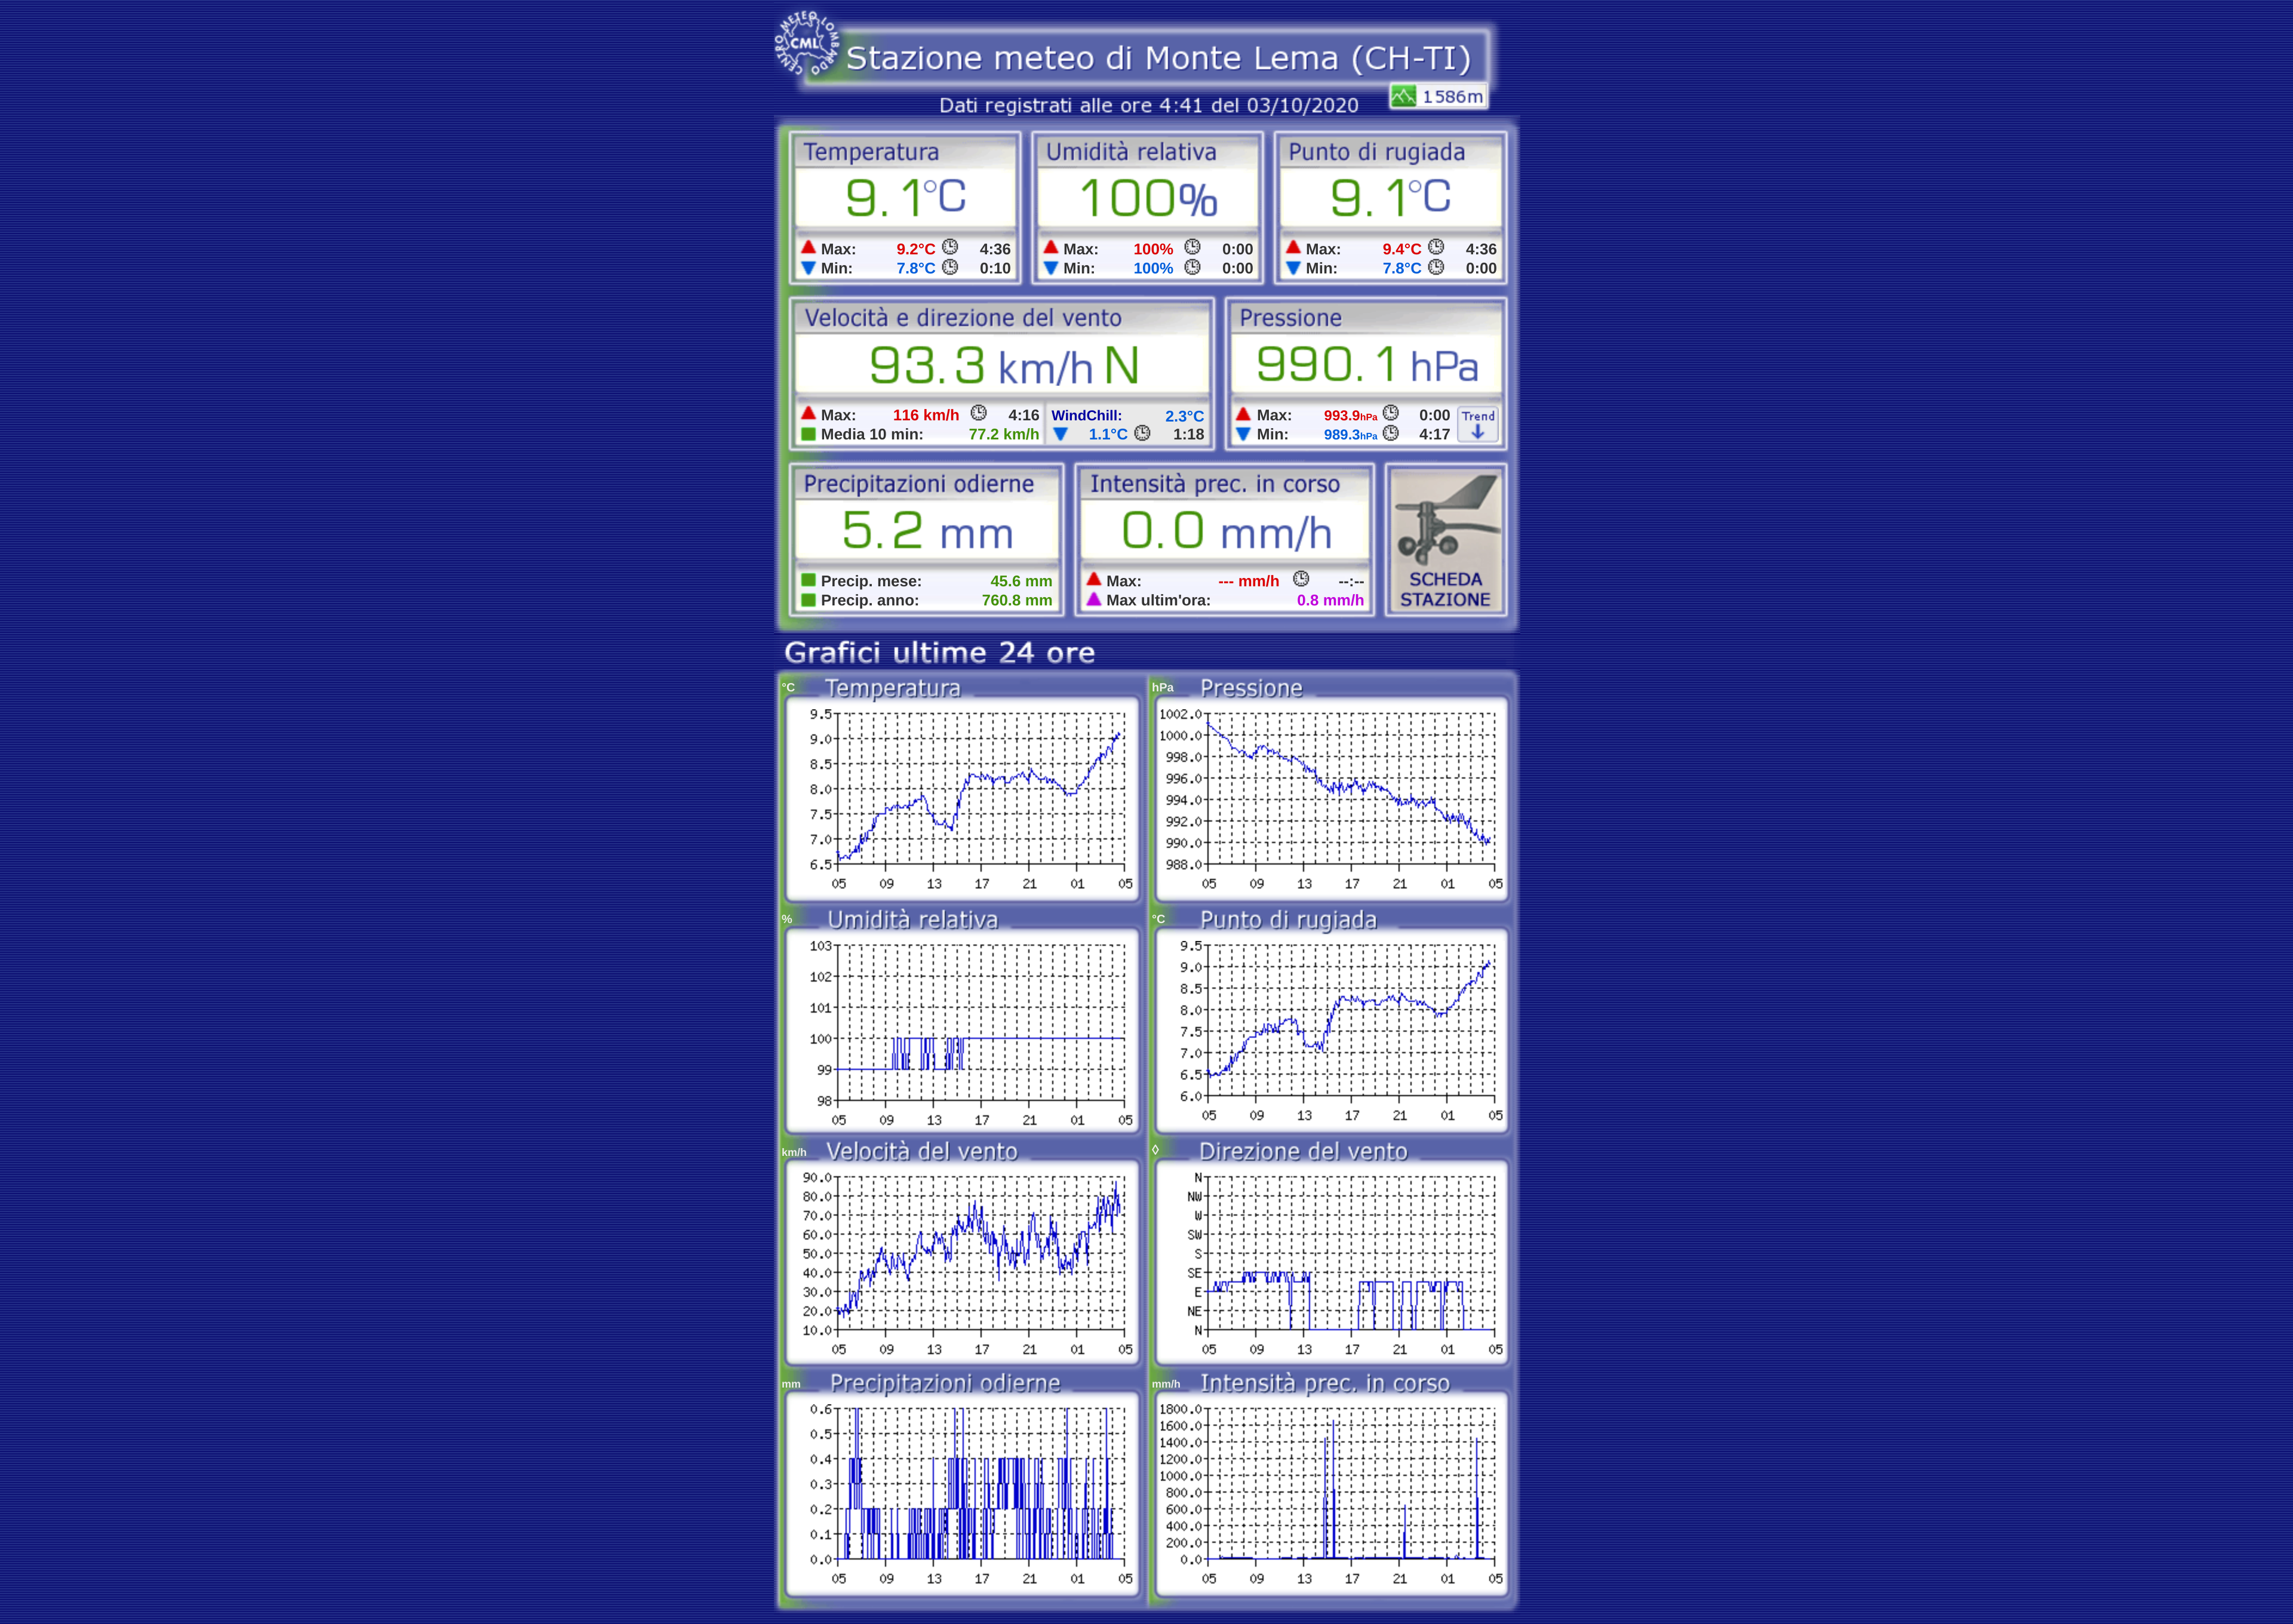 CENTRO METEO LOMBARDO
CML
Stazione meteo di Monte Lema (CH-TI)
1586m
Dati registrati alle ore 4:41 del 03/10/2020
Temperatura
9.1°C
Max: 9.2°C 4:36
Min: 7.8°C 0:10
Umidità relativa
100%
Max: 100% 0:00
Min: 100% 0:00
Punto di rugiada
9.1°C
Max: 9.4°C 4:36
Min: 7.8°C 0:00
Velocità e direzione del vento
93.3 km/h N
Max: 116 km/h 4:16
Media 10 min: 77.2 km/h
WindChill: 2.3°C
1.1°C 1:18
Pressione
990.1 hPa
Max: 993.9hPa 0:00
Min: 989.3hPa 4:17
Trend
Precipitazioni odierne
5.2 mm
Precip. mese: 45.6 mm
Precip. anno: 760.8 mm
Intensità prec. in corso
0.0 mm/h
Max: --- mm/h --:--
Max ultim'ora: 0.8 mm/h
SCHEDA
STAZIONE
Grafici ultime 24 ore
°C Temperatura
9.5
9.0
8.5
8.0
7.5
7.0
6.5
05 09 13 17 21 01 05
hPa Pressione
1002.0
1000.0
998.0
996.0
994.0
992.0
990.0
988.0
05 09 13 17 21 01 05
% Umidità relativa
103
102
101
100
99
98
05 09 13 17 21 01 05
°C Punto di rugiada
9.5
9.0
8.5
8.0
7.5
7.0
6.5
6.0
05 09 13 17 21 01 05
km/h Velocità del vento
90.0
80.0
70.0
60.0
50.0
40.0
30.0
20.0
10.0
05 09 13 17 21 01 05
◊ Direzione del vento
N
NW
W
SW
S
SE
E
NE
N
05 09 13 17 21 01 05
mm Precipitazioni odierne
0.6
0.5
0.4
0.3
0.2
0.1
0.0
05 09 13 17 21 01 05
mm/h Intensità prec. in corso
1800.0
1600.0
1400.0
1200.0
1000.0
800.0
600.0
400.0
200.0
0.0
05 09 13 17 21 01 05